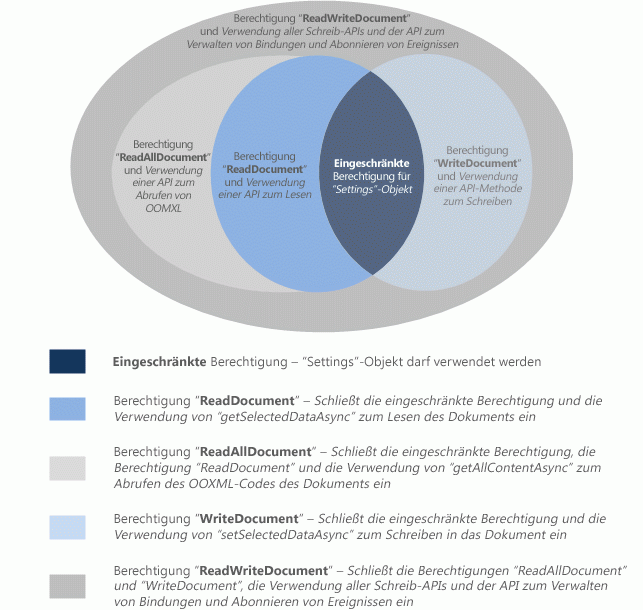 Berechtigung “ReadWriteDocument”
und Verwendung aller Schreib-APIs und der API zum
Verwalten von Bindungen und Abonnieren von Ereignissen
Berechtigung
“ReadAllDocument”
und Verwendung
einer API zum
Abrufen von
OOMXL
Berechtigung
“ReadDocument”
und Verwendung
einer API zum Lesen
Eingeschränkte
Berechtigung für
“Settings”-Objekt
Berechtigung
“WriteDocument”
und Verwendung
einer API-Methode
zum Schreiben
Eingeschränkte Berechtigung – “Settings”-Objekt darf verwendet werden
Berechtigung “ReadDocument” – Schließt die eingeschränkte Berechtigung und die
Verwendung von “getSelectedDataAsync” zum Lesen des Dokuments ein
Berechtigung “ReadAllDocument” – Schließt die eingeschränkte Berechtigung, die
Berechtigung “ReadDocument” und die Verwendung von “getAllContentAsync” zum
Abrufen des OOXML-Codes des Dokuments ein
Berechtigung “WriteDocument” – Schließt die eingeschränkte Berechtigung und die
Verwendung von “setSelectedDataAsync” zum Schreiben in das Dokument ein
Berechtigung “ReadWriteDocument” – Schließt die Berechtigungen “ReadAllDocument”
und “WriteDocument”, die Verwendung aller Schreib-APIs und der API zum Verwalten
von Bindungen und Abonnieren von Ereignissen ein